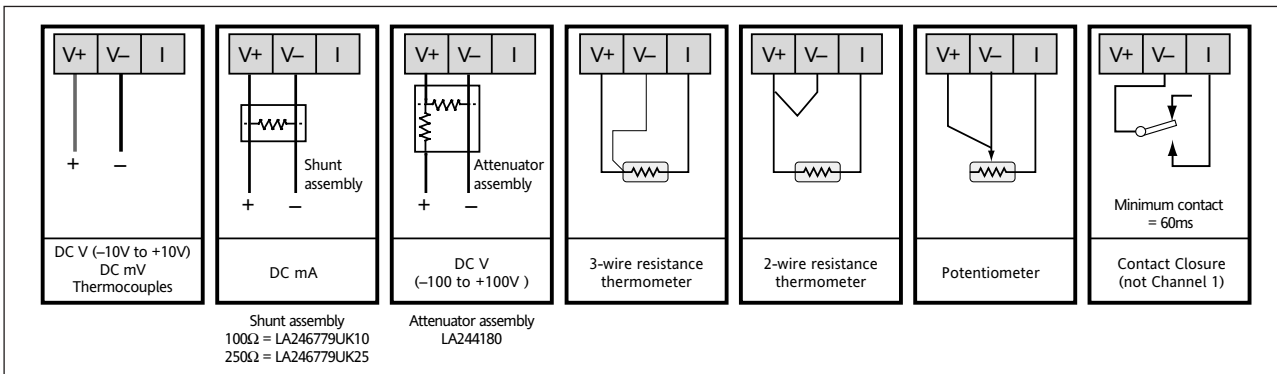 V+ V– I
+ –
DC V (–10V to +10V)
DC mV
Thermocouples
V+ V– I
Shunt
assembly
+ –
DC mA
Shunt assembly
100Ω = LA246779UK10
250Ω = LA246779UK25
V+ V– I
Attenuator
assembly
+ –
DC V
(–100 to +100V )
Attenuator assembly
LA244180
V+ V– I
3-wire resistance
thermometer
V+ V– I
2-wire resistance
thermometer
V+ V– I
Potentiometer
V+ V– I
Minimum contact
= 60ms
Contact Closure
(not Channel 1)